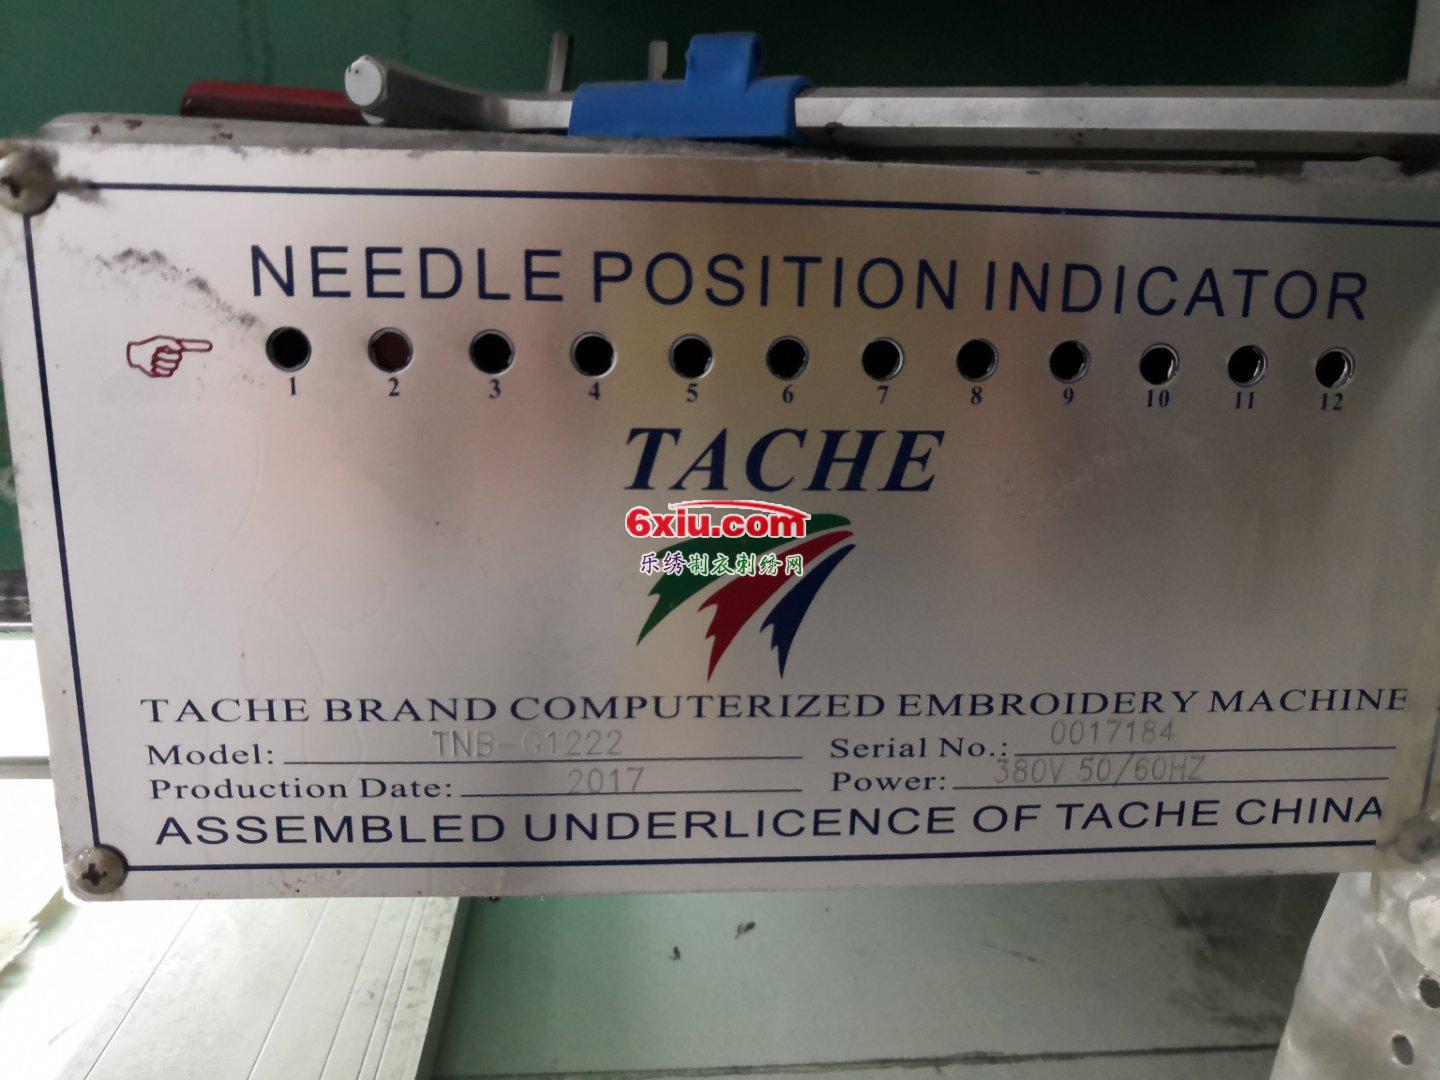 NEEDLE POSITION INDICATOR
1 2 3 4 5 6 7 8 9 10 11 12
TACHE
6xiu.com
乐绣制衣刺绣网
TACHE BRAND COMPUTERIZED EMBROIDERY MACHINE
Model: TNB-G1222 Serial No.: 0017184
Production Date: 2017 Power: 380V 50/60HZ
ASSEMBLED UNDERLICENCE OF TACHE CHINA